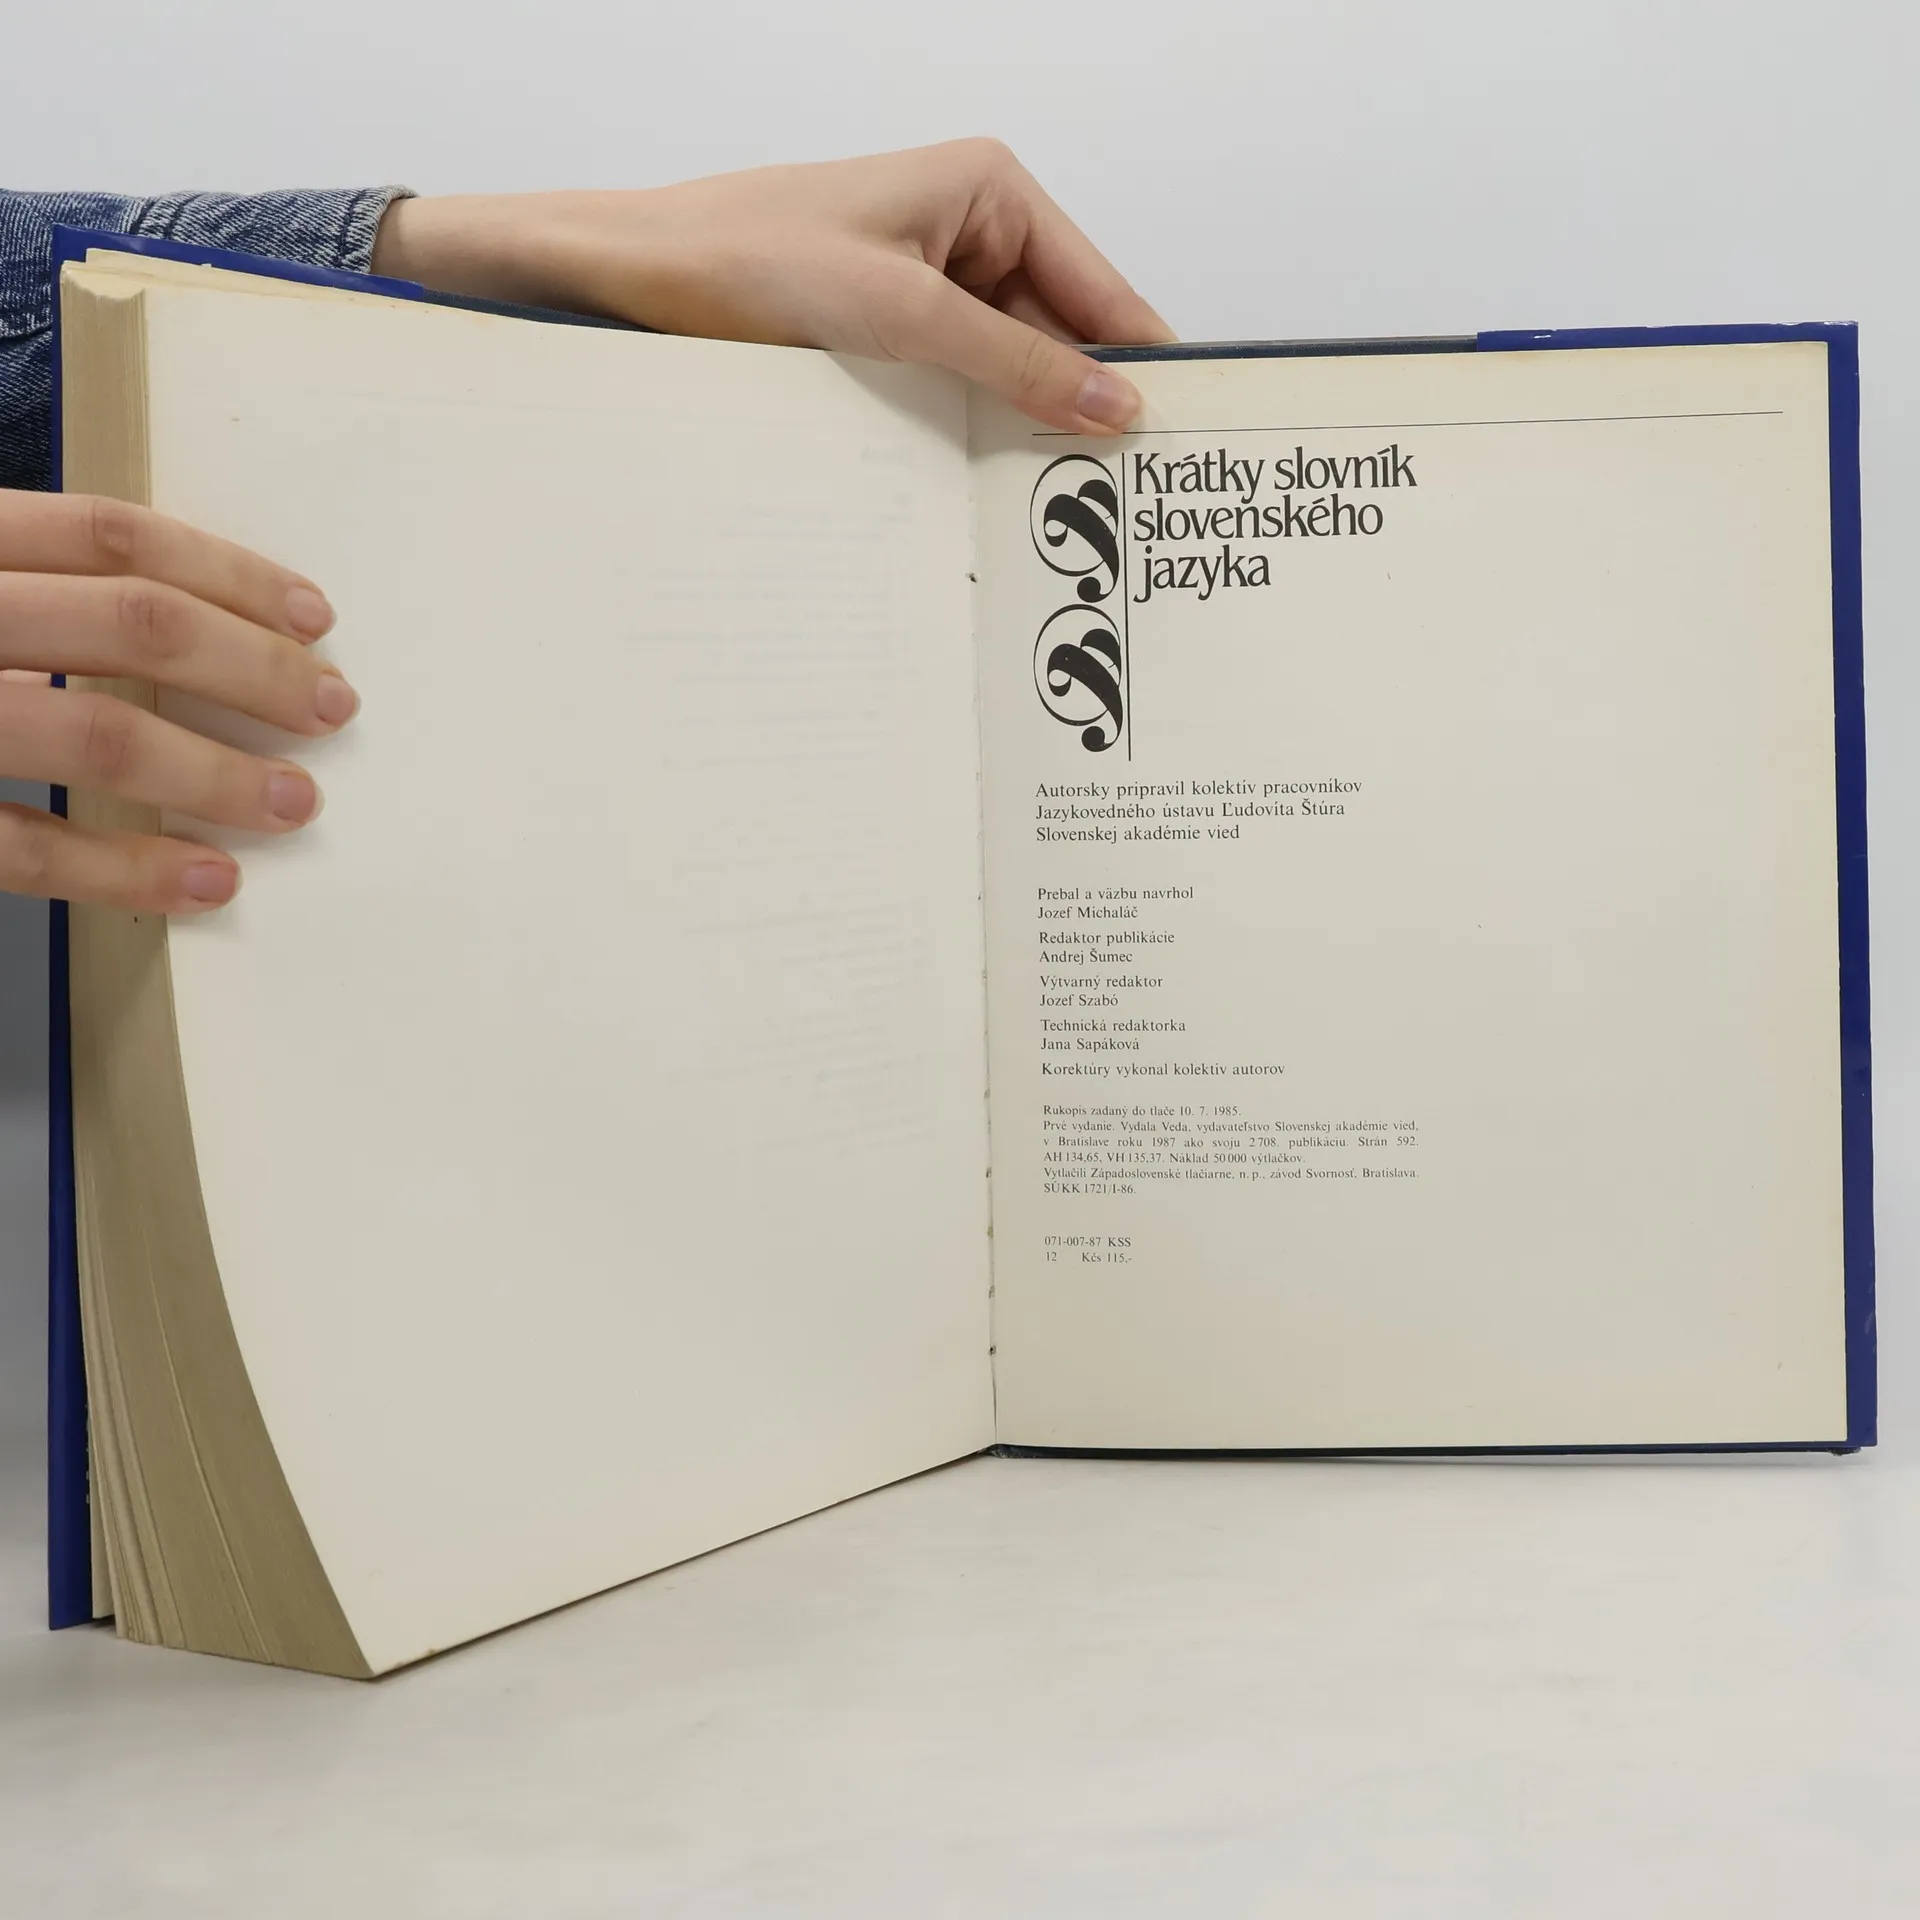 Krátky slovník
slovenského
jazyka
Autorsky pripravil kolektív pracovníkov
Jazykovedného ústavu Ľudovíta Štúra
Slovenskej akadémie vied
Prebal a väzbu navrhol
Jozef Michaláč
Redaktor publikácie
Andrej Šumec
Výtvarný redaktor
Jozef Szabó
Technická redaktorka
Jana Sapáková
Korektúry vykonal kolektív autorov
Rukopis zadaný do tlače 10. 7. 1985.
Prvé vydanie. Vydala Veda, vydavateľstvo Slovenskej akadémie vied,
v Bratislave roku 1987 ako svoju 2 708. publikáciu. Strán 592.
AH 134,65, VH 135,37. Náklad 50 000 výtlačkov.
Vytlačili Západoslovenské tlačiarne, n. p., závod Svornosť, Bratislava.
SÚKK 1721/I-86.
071-007-87 KSS
12 Kčs 115,-